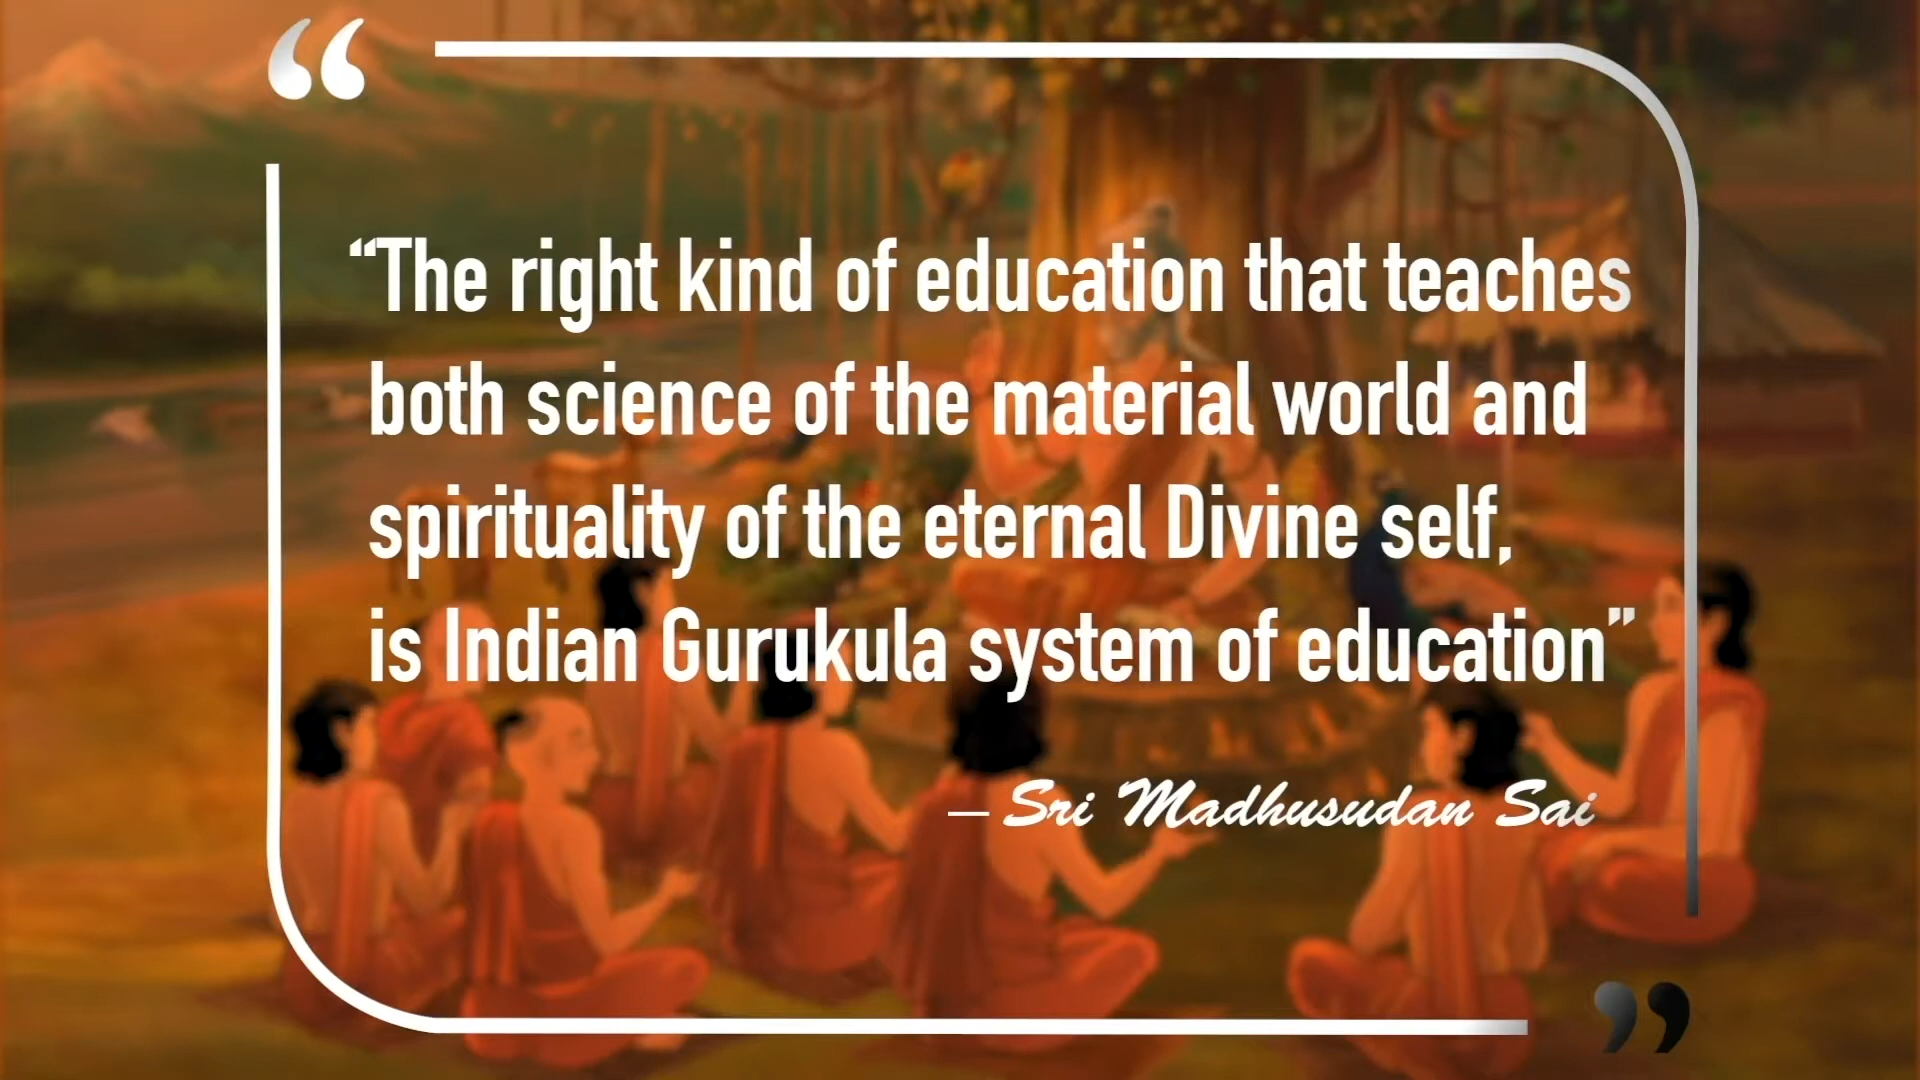 “The right kind of education that teaches
both science of the material world and
spirituality of the eternal Divine self,
is Indian Gurukula system of education”
— Sri Madhusudan Sai